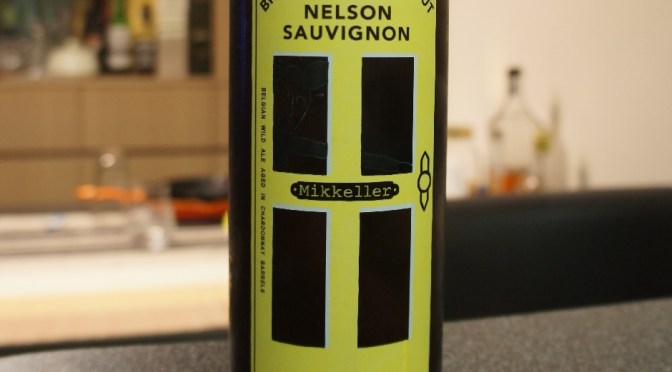 NELSON
SAUVIGNON
Mikkeller
BELGIAN WILD ALE AGED IN CHARDONNAY BARRELS